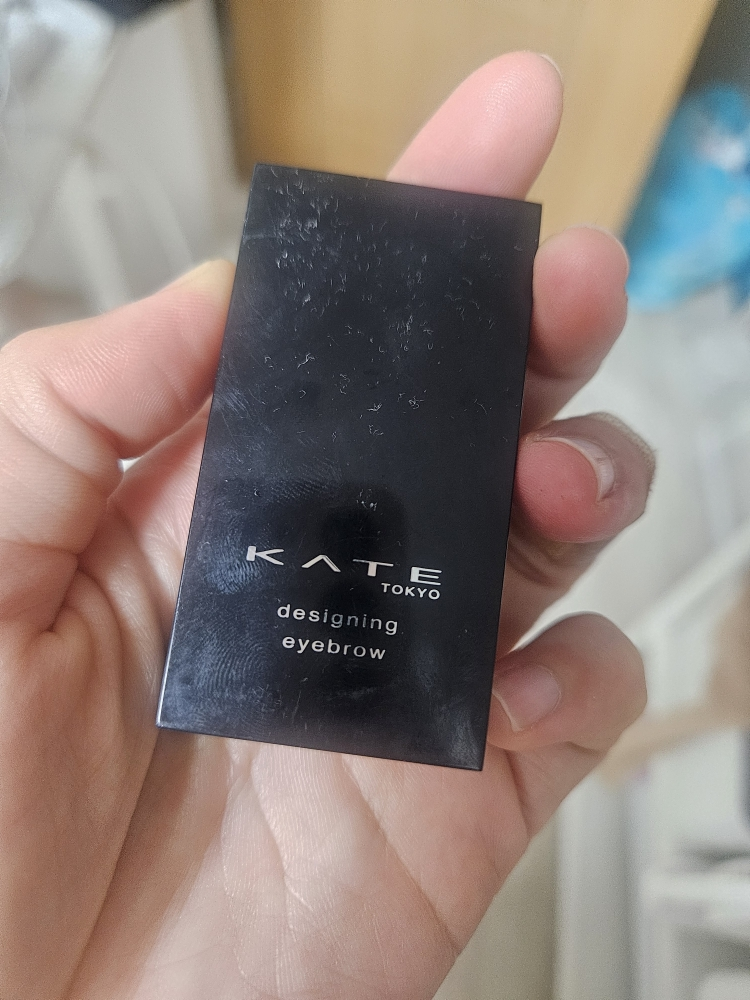 KATE
TOKYO
designing
eyebrow